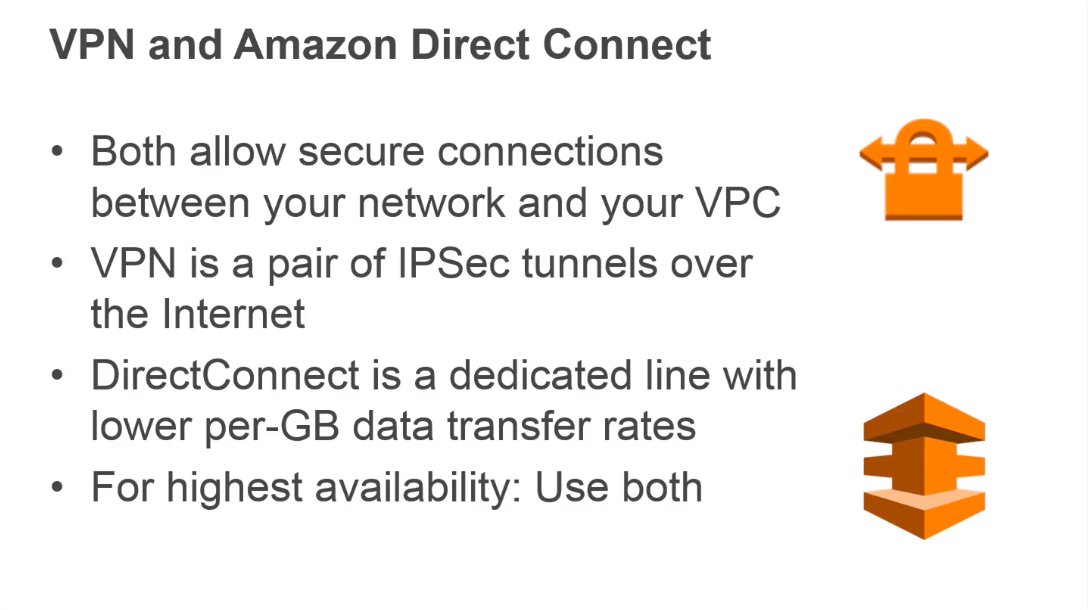 VPN and Amazon Direct Connect
• Both allow secure connections
between your network and your VPC
• VPN is a pair of IPSec tunnels over
the Internet
• DirectConnect is a dedicated line with
lower per-GB data transfer rates
• For highest availability: Use both